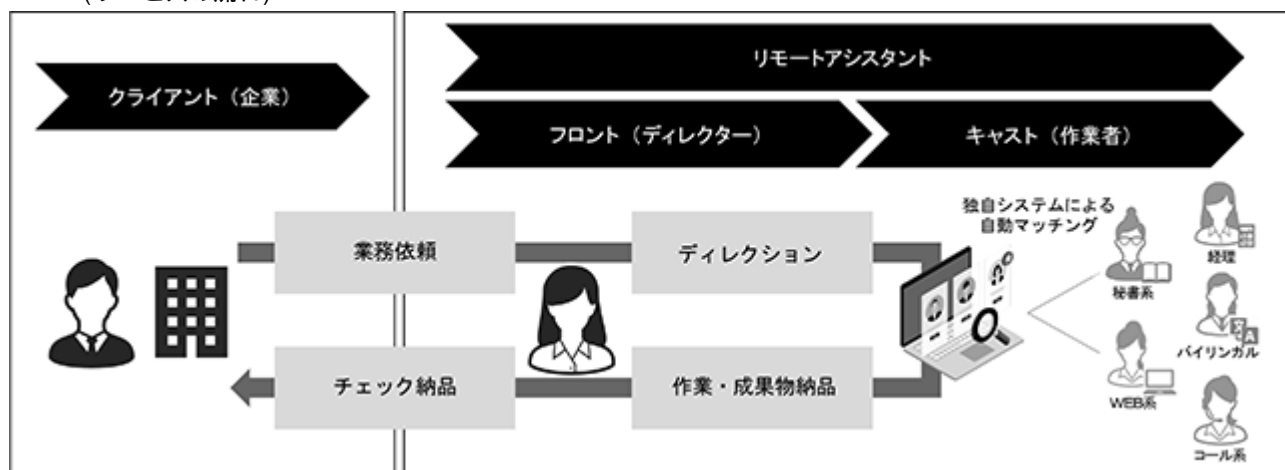 リモートアシスタント
クライアント（企業）
フロント（ディレクター）
キャスト（作業者）
独自システムによる
自動マッチング
業務依頼
ディレクション
経理
秘書系
バイリンガル
チェック納品
作業・成果物納品
WEB系
コール系